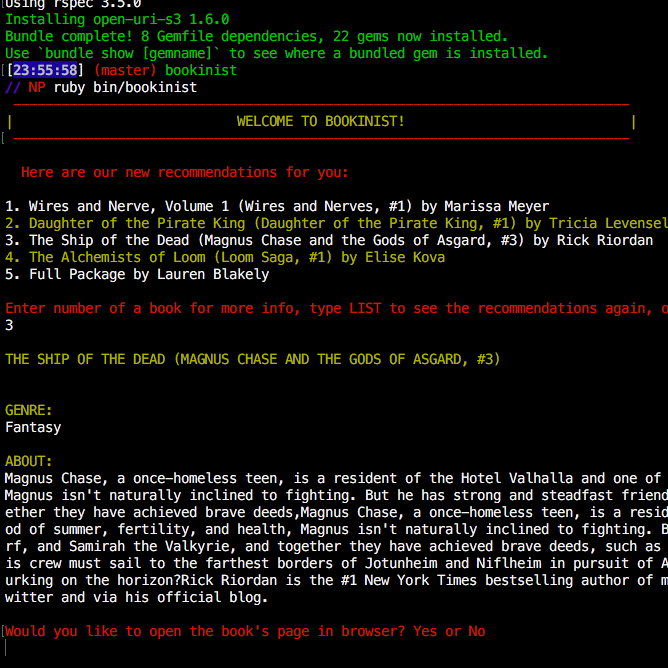 Using rspec 3.5.0
Installing open-uri-s3 1.6.0
Bundle complete! 8 Gemfile dependencies, 22 gems now installed.
Use `bundle show [gemname]` to see where a bundled gem is installed.
[23:55:58] (master) bookinist
// NP ruby bin/bookinist
WELCOME TO BOOKINIST!
Here are our new recommendations for you:
1. Wires and Nerve, Volume 1 (Wires and Nerves, #1) by Marissa Meyer
2. Daughter of the Pirate King (Daughter of the Pirate King, #1) by Tricia Levensel
3. The Ship of the Dead (Magnus Chase and the Gods of Asgard, #3) by Rick Riordan
4. The Alchemists of Loom (Loom Saga, #1) by Elise Kova
5. Full Package by Lauren Blakely
Enter number of a book for more info, type LIST to see the recommendations again, o
3
THE SHIP OF THE DEAD (MAGNUS CHASE AND THE GODS OF ASGARD, #3)
GENRE:
Fantasy
ABOUT:
Magnus Chase, a once-homeless teen, is a resident of the Hotel Valhalla and one of
Magnus isn't naturally inclined to fighting. But he has strong and steadfast friend
ether they have achieved brave deeds,Magnus Chase, a once-homeless teen, is a resid
od of summer, fertility, and health, Magnus isn't naturally inclined to fighting. B
rf, and Samirah the Valkyrie, and together they have achieved brave deeds, such as
is crew must sail to the farthest borders of Jotunheim and Niflheim in pursuit of A
urking on the horizon?Rick Riordan is the #1 New York Times bestselling author of m
witter and via his official blog.
Would you like to open the book's page in browser? Yes or No